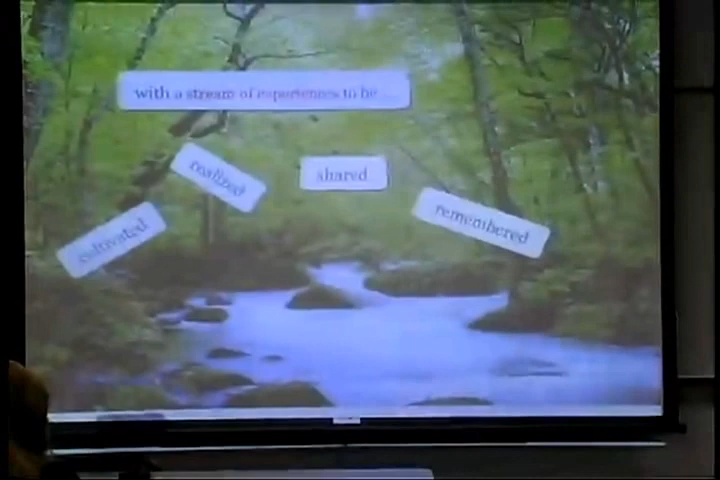 with a stream of experiences to be ...
cultivated
realized
shared
remembered